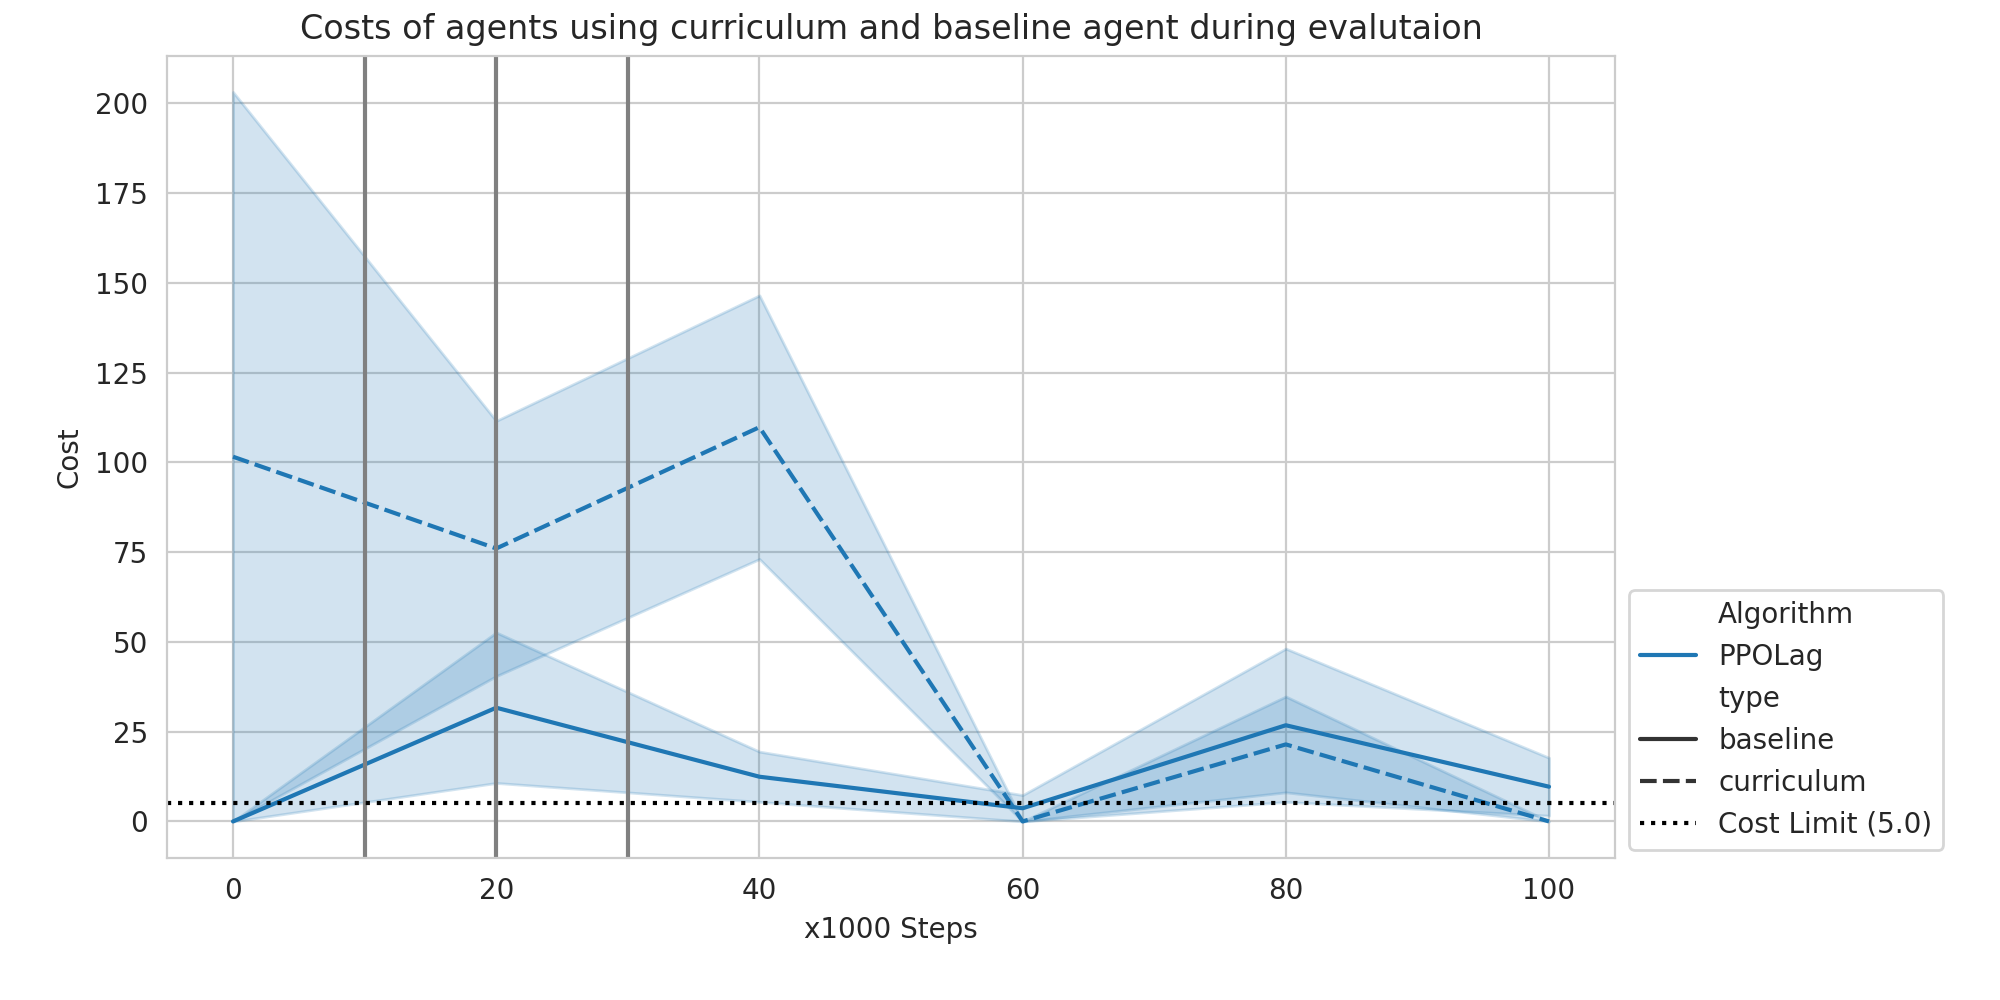 Costs of agents using curriculum and baseline agent during evalutaion
200
175
150
125
100
75
50
25
0
Cost
0 20 40 60 80 100
x1000 Steps
Algorithm
PPOLag
type
baseline
curriculum
Cost Limit (5.0)